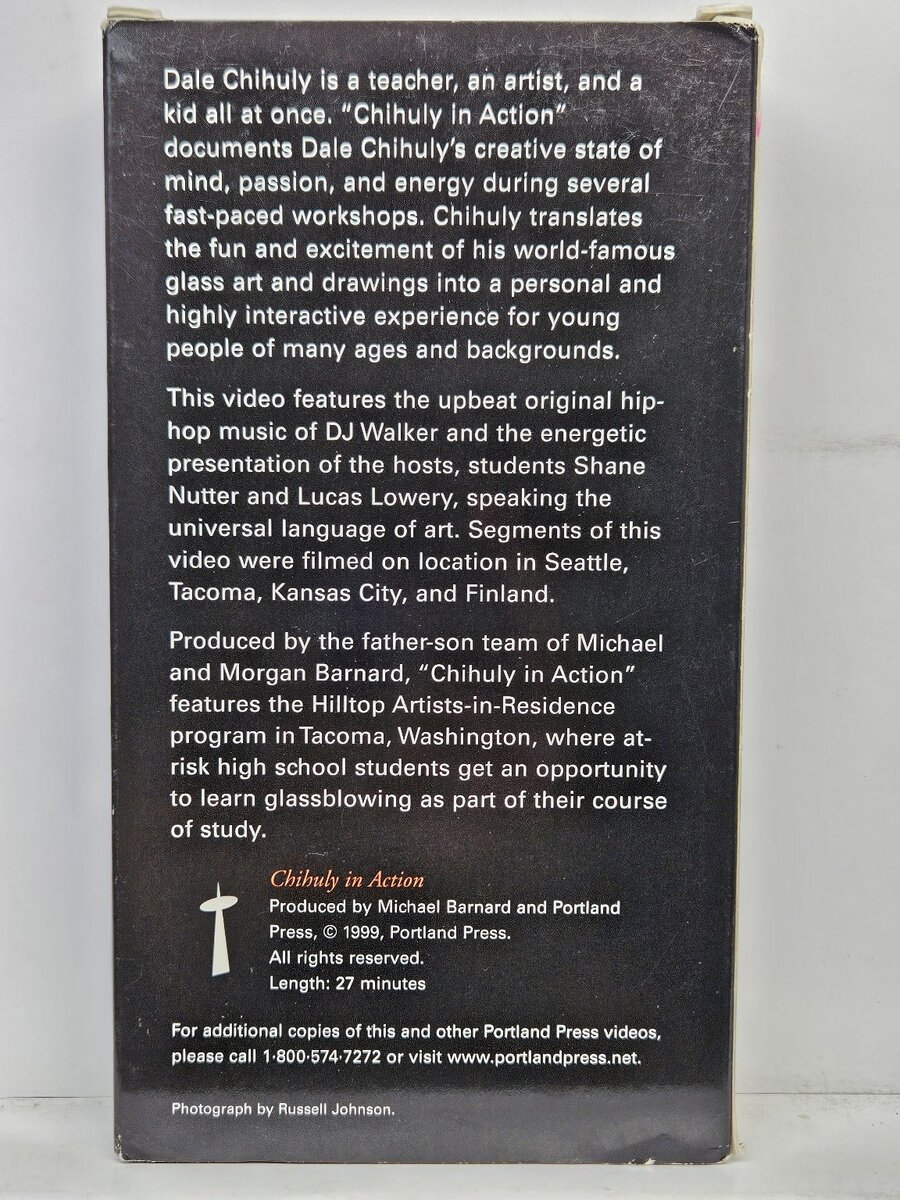 Dale Chihuly is a teacher, an artist, and a
kid all at once. “Chihuly in Action”
documents Dale Chihuly’s creative state of
mind, passion, and energy during several
fast-paced workshops. Chihuly translates
the fun and excitement of his world-famous
glass art and drawings into a personal and
highly interactive experience for young
people of many ages and backgrounds.
This video features the upbeat original hip-
hop music of DJ Walker and the energetic
presentation of the hosts, students Shane
Nutter and Lucas Lowery, speaking the
universal language of art. Segments of this
video were filmed on location in Seattle,
Tacoma, Kansas City, and Finland.
Produced by the father-son team of Michael
and Morgan Barnard, “Chihuly in Action”
features the Hilltop Artists-in-Residence
program in Tacoma, Washington, where at-
risk high school students get an opportunity
to learn glassblowing as part of their course
of study.
Chihuly in Action
Produced by Michael Barnard and Portland
Press, © 1999, Portland Press.
All rights reserved.
Length: 27 minutes
For additional copies of this and other Portland Press videos,
please call 1·800·574·7272 or visit www.portlandpress.net.
Photograph by Russell Johnson.